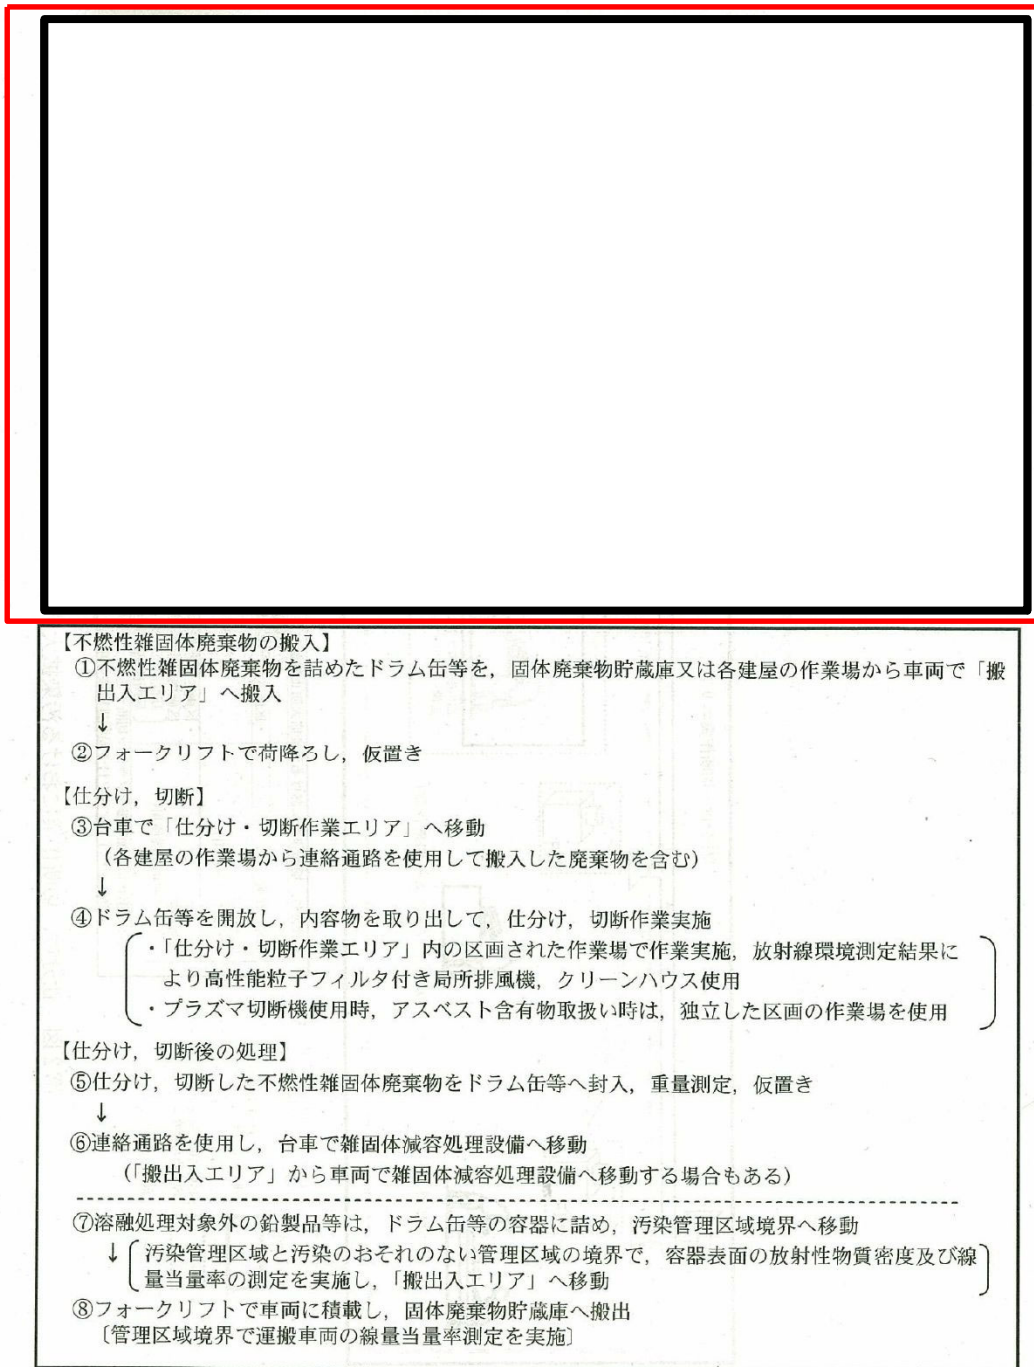 【不燃性雑固体廃棄物の搬入】
①不燃性雑固体廃棄物を詰めたドラム缶等を，固体廃棄物貯蔵庫又は各建屋の作業場から車両で「搬
出入エリア」へ搬入
↓
②フォークリフトで荷降ろし，仮置き
【仕分け，切断】
③台車で「仕分け・切断作業エリア」へ移動
（各建屋の作業場から連絡通路を使用して搬入した廃棄物を含む）
↓
④ドラム缶等を開放し，内容物を取り出して，仕分け，切断作業実施
・「仕分け・切断作業エリア」内の区画された作業場で作業実施，放射線環境測定結果に
より高性能粒子フィルタ付き局所排風機，クリーンハウス使用
・プラズマ切断機使用時，アスベスト含有物取扱い時は，独立した区画の作業場を使用
【仕分け，切断後の処理】
⑤仕分け，切断した不燃性雑固体廃棄物をドラム缶等へ封入，重量測定，仮置き
↓
⑥連絡通路を使用し，台車で雑固体減容処理設備へ移動
（「搬出入エリア」から車両で雑固体減容処理設備へ移動する場合もある）
⑦溶融処理対象外の鉛製品等は，ドラム缶等の容器に詰め，汚染管理区域境界へ移動
↓ 汚染管理区域と汚染のおそれのない管理区域の境界で，容器表面の放射性物質密度及び線
量当量率の測定を実施し，「搬出入エリア」へ移動
⑧フォークリフトで車両に積載し，固体廃棄物貯蔵庫へ搬出
〔管理区域境界で運搬車両の線量当量率測定を実施〕